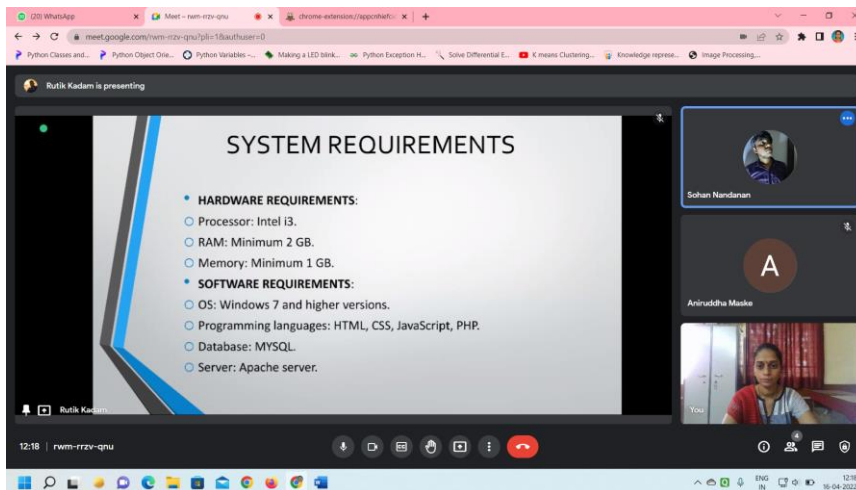 (20) WhatsApp
Meet – rwm-rrzv-qnu
chrome-extension://appcnhiefo
meet.google.com/rwm-rrzv-qnu?pli=1&authuser=0
Python Classes and...
Python Object Orie...
Python Variables –...
Making a LED blink...
Python Exception H...
Solve Differential E...
K means Clustering...
Knowledge represe...
Image Processing,...
Rutik Kadam is presenting
SYSTEM REQUIREMENTS
HARDWARE REQUIREMENTS:
Processor: Intel i3.
RAM: Minimum 2 GB.
Memory: Minimum 1 GB.
SOFTWARE REQUIREMENTS:
OS: Windows 7 and higher versions.
Programming languages: HTML, CSS, JavaScript, PHP.
Database: MYSQL.
Server: Apache server.
Rutik Kadam
Sohan Nandanan
A
Aniruddha Maske
You
12:18 | rwm-rrzv-qnu
4
ENG
IN
12:18
16-04-2022